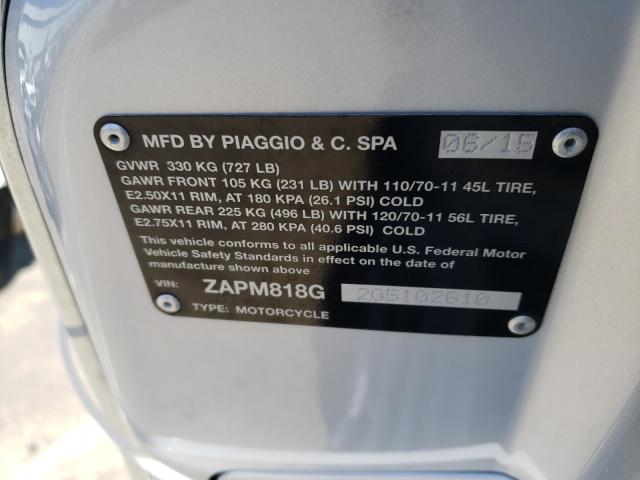 MFD BY PIAGGIO & C. SPA 06/16
GVWR 330 KG (727 LB)
GAWR FRONT 105 KG (231 LB) WITH 110/70-11 45L TIRE,
E2.50X11 RIM, AT 180 KPA (26.1 PSI) COLD
GAWR REAR 225 KG (496 LB) WITH 120/70-11 56L TIRE,
E2.75X11 RIM, AT 280 KPA (40.6 PSI) COLD
This vehicle conforms to all applicable U.S. Federal Motor
Vehicle Safety Standards in effect on the date of
manufacture shown above
VIN: ZAPM818G 2G5102610
TYPE: MOTORCYCLE